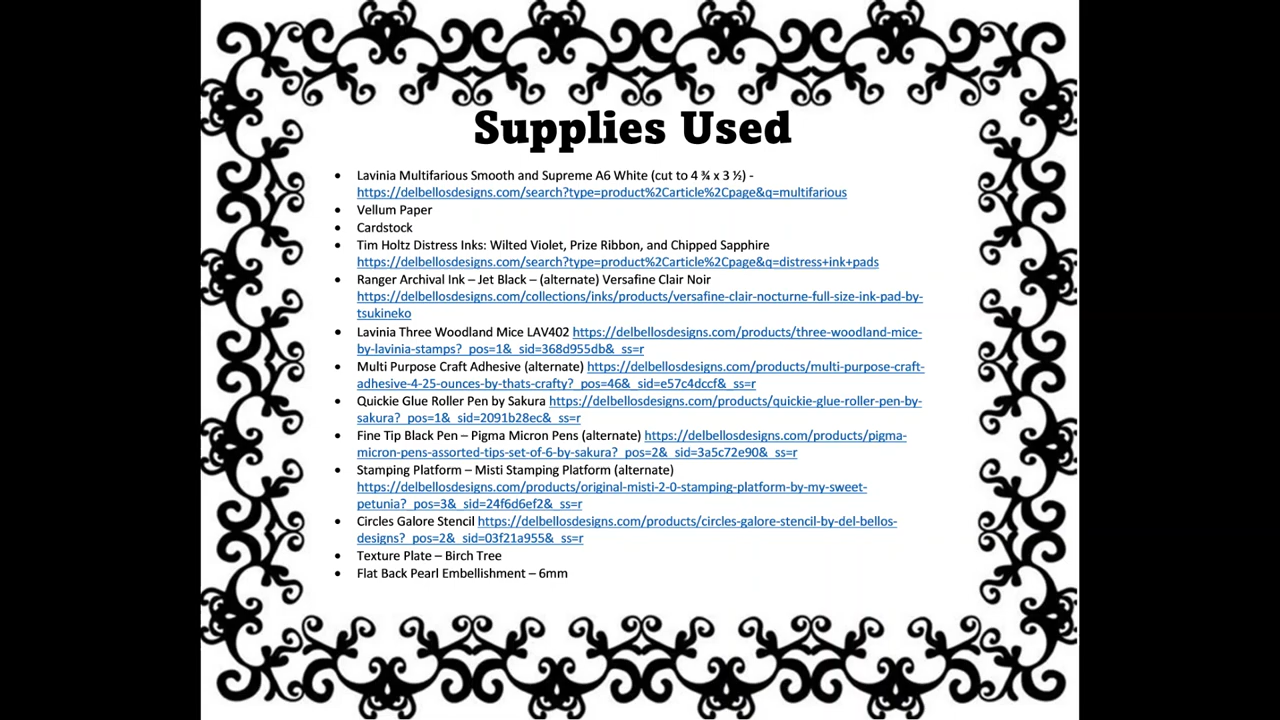 Supplies Used
• Lavinia Multifarious Smooth and Supreme A6 White (cut to 4 ¾ x 3 ½) -
https://delbellosdesigns.com/search?type=product%2Carticle%2Cpage&q=multifarious
• Vellum Paper
• Cardstock
• Tim Holtz Distress Inks: Wilted Violet, Prize Ribbon, and Chipped Sapphire
https://delbellosdesigns.com/search?type=product%2Carticle%2Cpage&q=distress+ink+pads
• Ranger Archival Ink – Jet Black – (alternate) Versafine Clair Noir
https://delbellosdesigns.com/collections/inks/products/versafine-clair-nocturne-full-size-ink-pad-by-
tsukineko
• Lavinia Three Woodland Mice LAV402 https://delbellosdesigns.com/products/three-woodland-mice-
by-lavinia-stamps?_pos=1&_sid=368d955db&_ss=r
• Multi Purpose Craft Adhesive (alternate) https://delbellosdesigns.com/products/multi-purpose-craft-
adhesive-4-25-ounces-by-thats-crafty?_pos=46&_sid=e57c4dccf&_ss=r
• Quickie Glue Roller Pen by Sakura https://delbellosdesigns.com/products/quickie-glue-roller-pen-by-
sakura?_pos=1&_sid=2091b28ec&_ss=r
• Fine Tip Black Pen – Pigma Micron Pens (alternate) https://delbellosdesigns.com/products/pigma-
micron-pens-assorted-tips-set-of-6-by-sakura?_pos=2&_sid=3a5c72e90&_ss=r
• Stamping Platform – Misti Stamping Platform (alternate)
https://delbellosdesigns.com/products/original-misti-2-0-stamping-platform-by-my-sweet-
petunia?_pos=3&_sid=24f6d6ef2&_ss=r
• Circles Galore Stencil https://delbellosdesigns.com/products/circles-galore-stencil-by-del-bellos-
designs?_pos=2&_sid=03f21a955&_ss=r
• Texture Plate – Birch Tree
• Flat Back Pearl Embellishment – 6mm